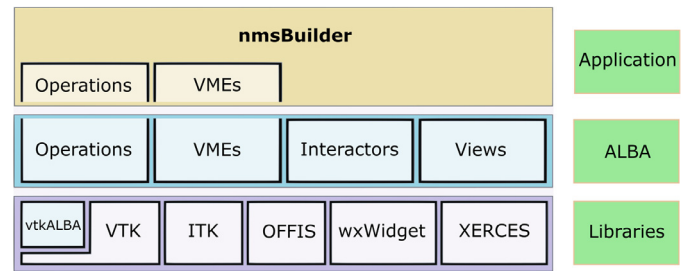 nmsBuilder
Operations VMEs
Application
Operations VMEs Interactors Views
ALBA
vtkALBA VTK ITK OFFIS wxWidget XERCES
Libraries